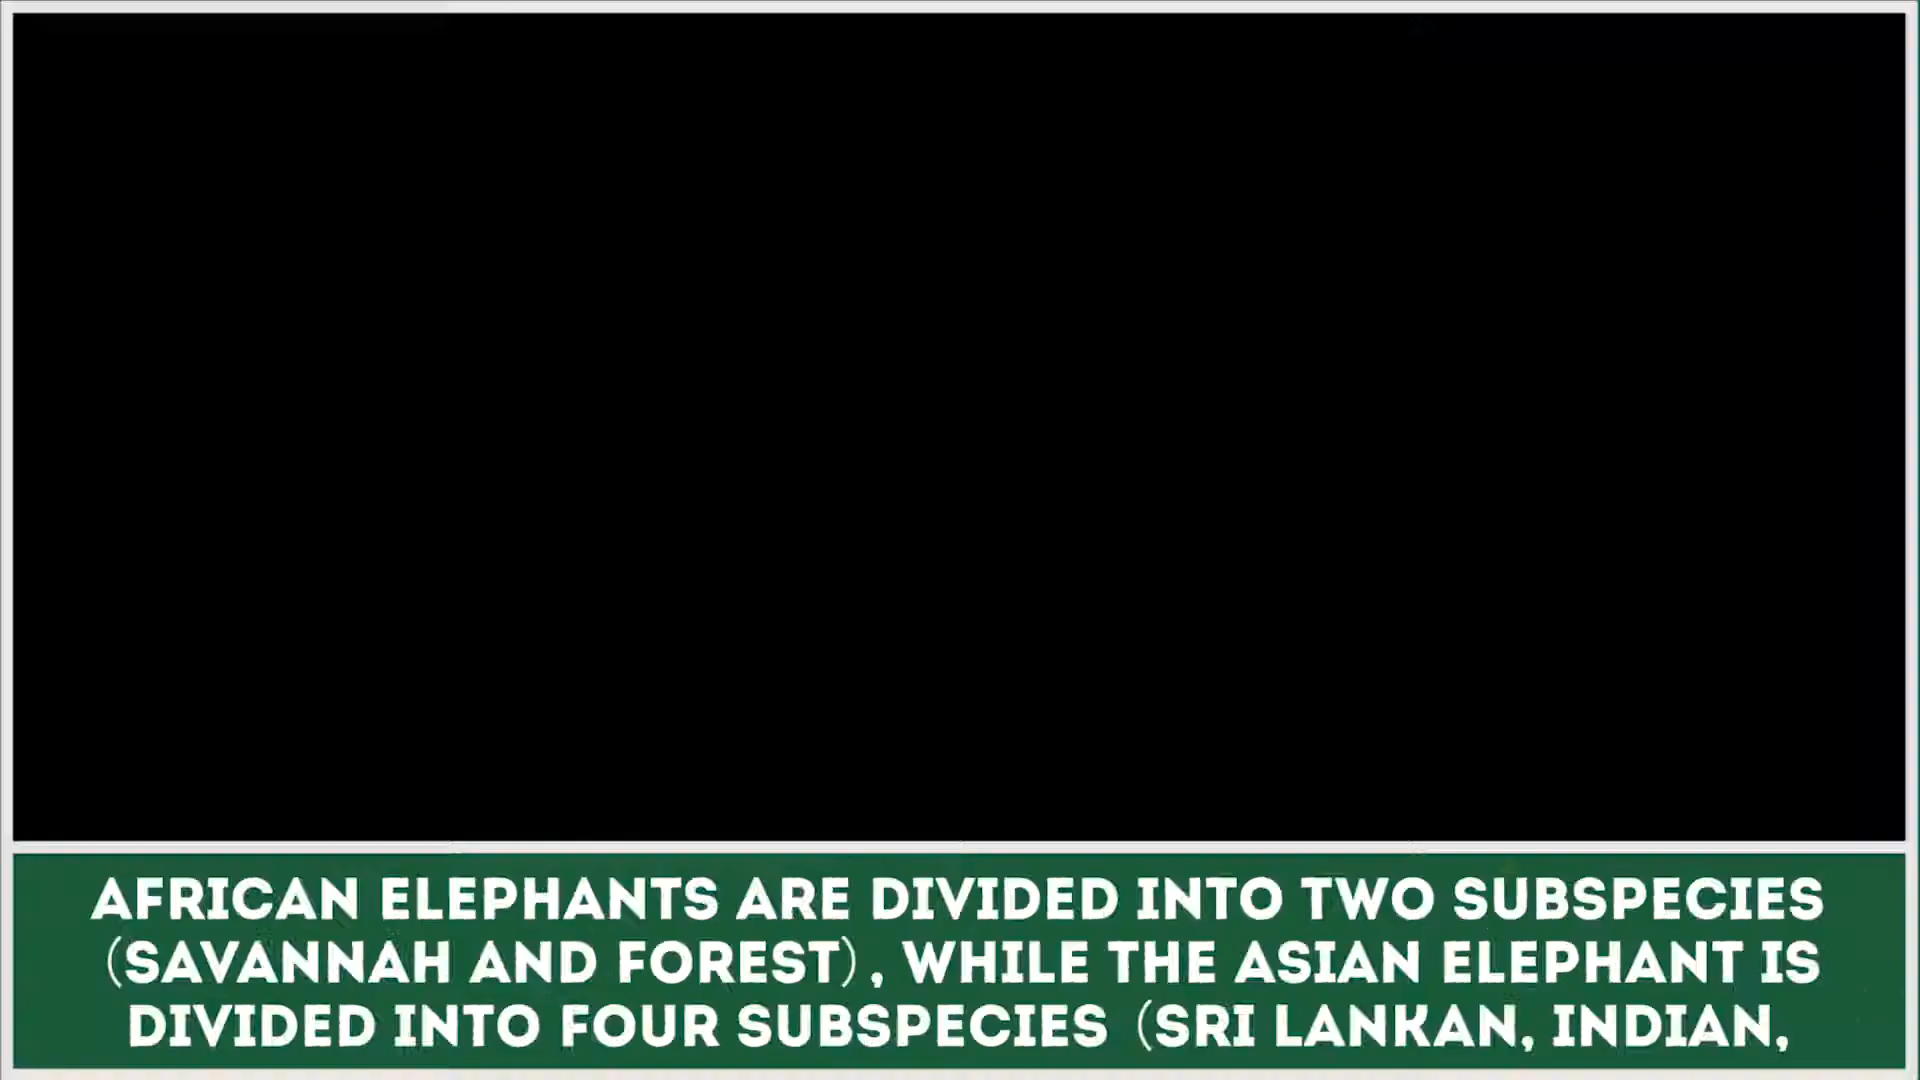 AFRICAN ELEPHANTS ARE DIVIDED INTO TWO SUBSPECIES
(SAVANNAH AND FOREST), WHILE THE ASIAN ELEPHANT IS
DIVIDED INTO FOUR SUBSPECIES (SRI LANKAN, INDIAN,